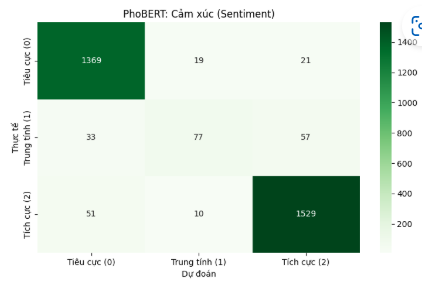 PhoBERT: Cảm xúc (Sentiment)
Tiêu cực (0)
Trung tính (1)
Tích cực (2)
Thực tế
1369 19 21
33 77 57
51 10 1529
Tiêu cực (0) Trung tính (1) Tích cực (2)
Dự đoán
1400
1200
1000
800
600
400
200